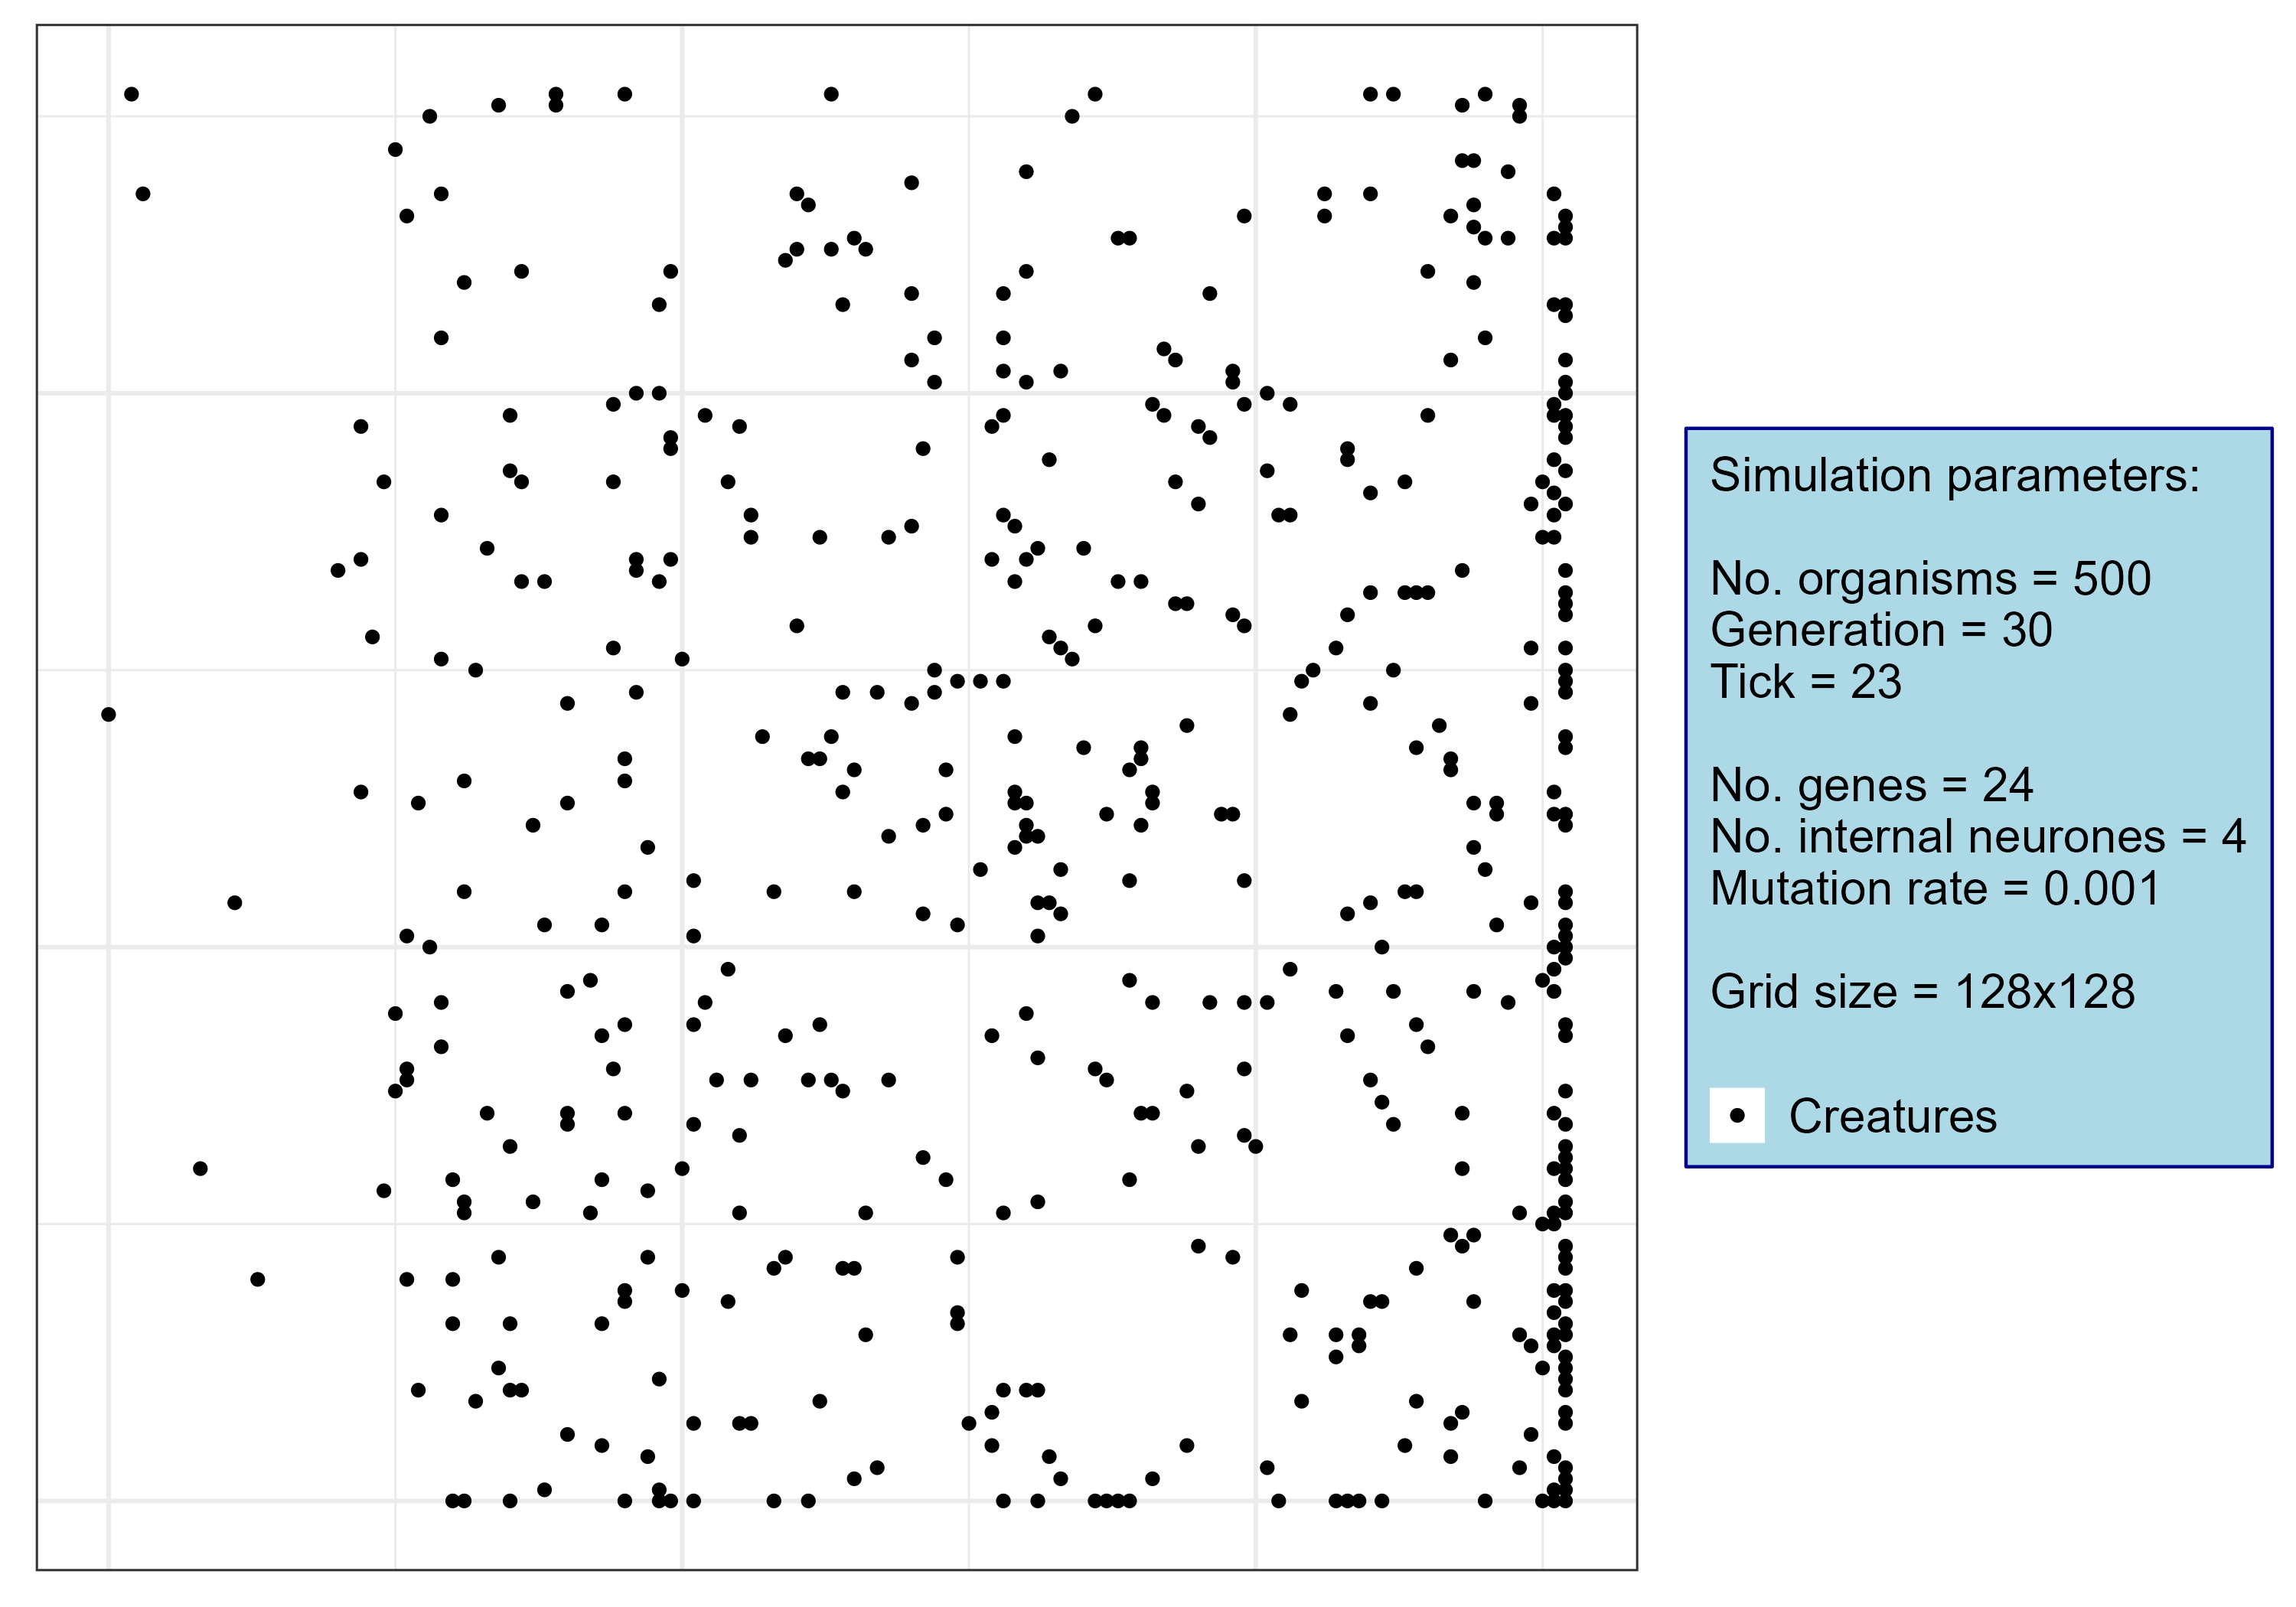 Simulation parameters:
No. organisms = 500
Generation = 30
Tick = 23
No. genes = 24
No. internal neurones = 4
Mutation rate = 0.001
Grid size = 128x128
Creatures